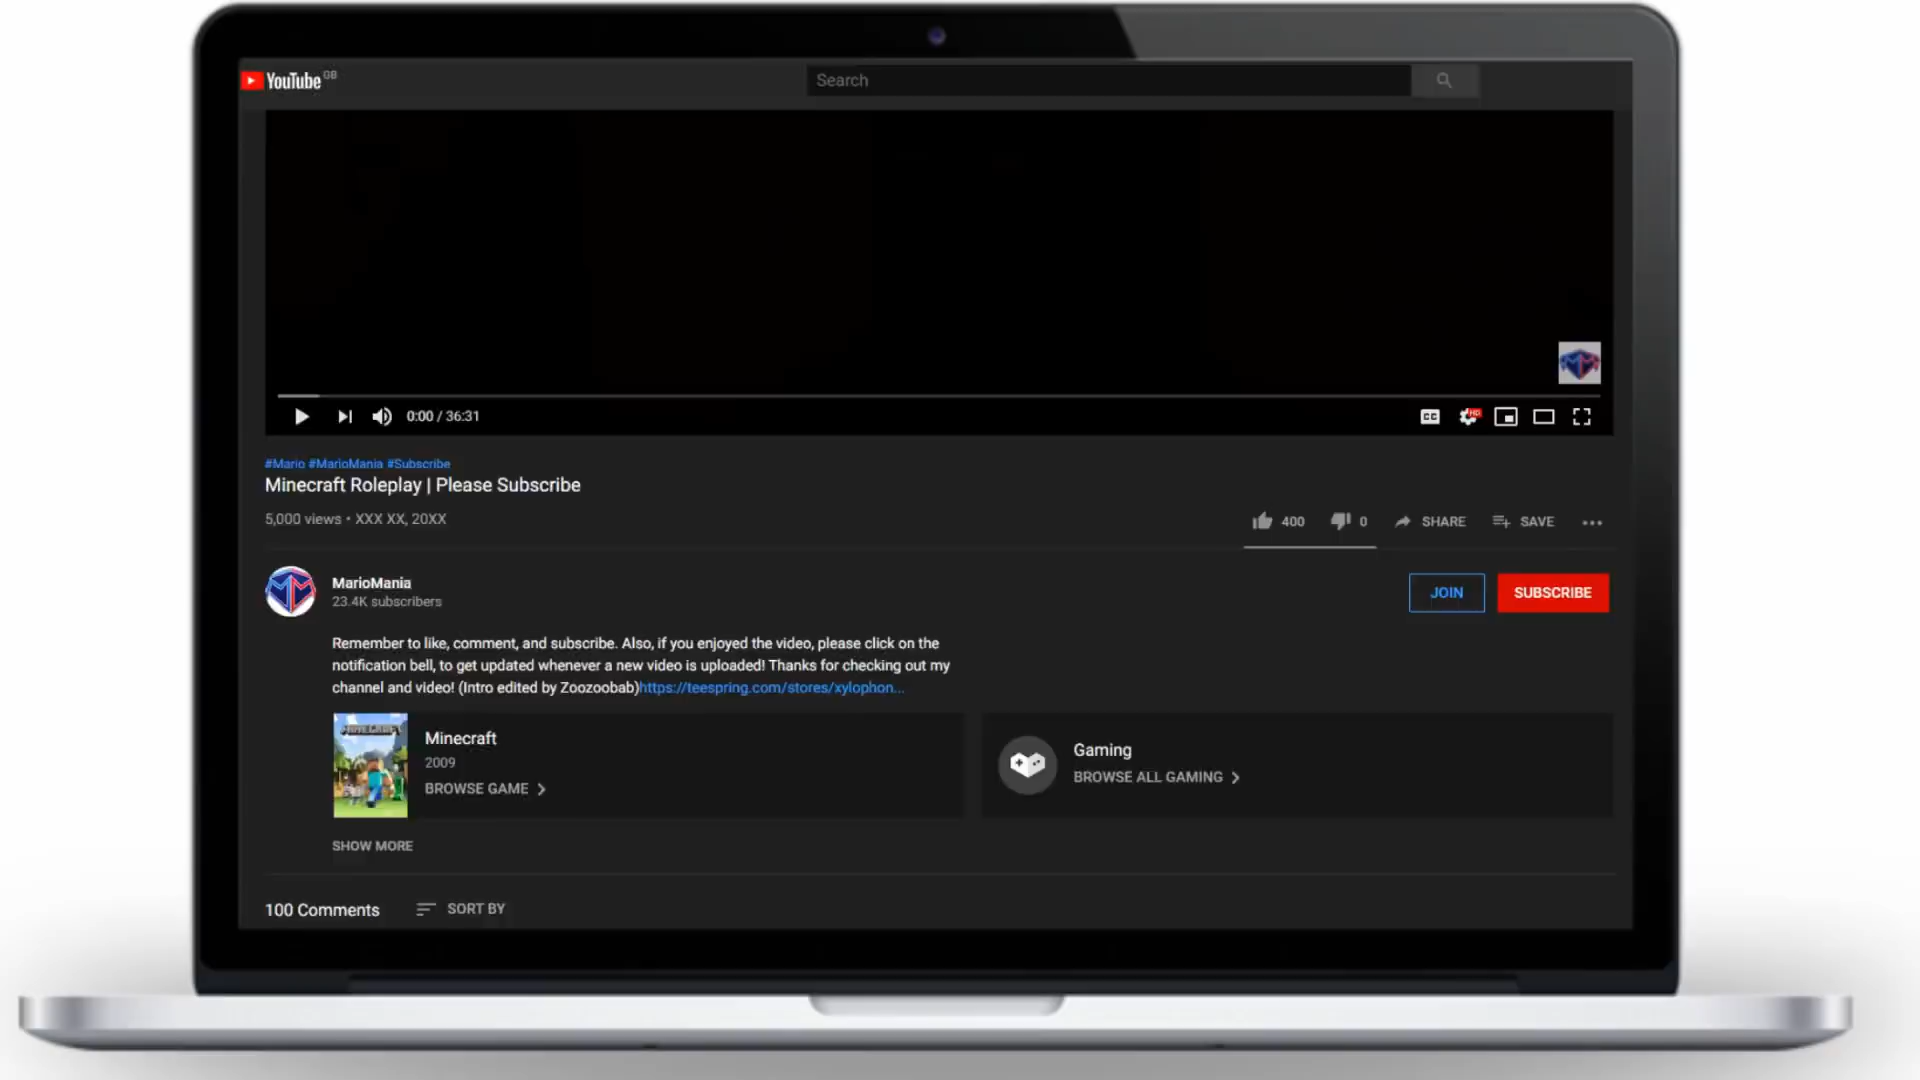 YouTube GB
Search
0:00 / 36:31
CC
HD
#Mario #MarioMania #Subscribe
Minecraft Roleplay | Please Subscribe
5,000 views • XXX XX, 20XX
400
0
SHARE
SAVE
MarioMania
23.4K subscribers
JOIN
SUBSCRIBE
Remember to like, comment, and subscribe. Also, if you enjoyed the video, please click on the
notification bell, to get updated whenever a new video is uploaded! Thanks for checking out my
channel and video! (Intro edited by Zoozoobab)https://teespring.com/stores/xylophon...
MINECRAFT
Minecraft
2009
BROWSE GAME
Gaming
BROWSE ALL GAMING
SHOW MORE
100 Comments
SORT BY